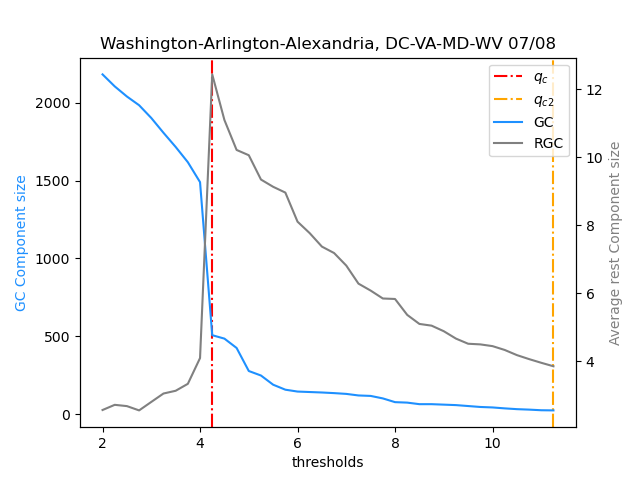 Washington-Arlington-Alexandria, DC-VA-MD-WV 07/08
q_c
q_c2
GC
RGC
2000
1500
1000
500
0
GC Component size
12
10
8
6
4
Average rest Component size
2 4 6 8 10
thresholds